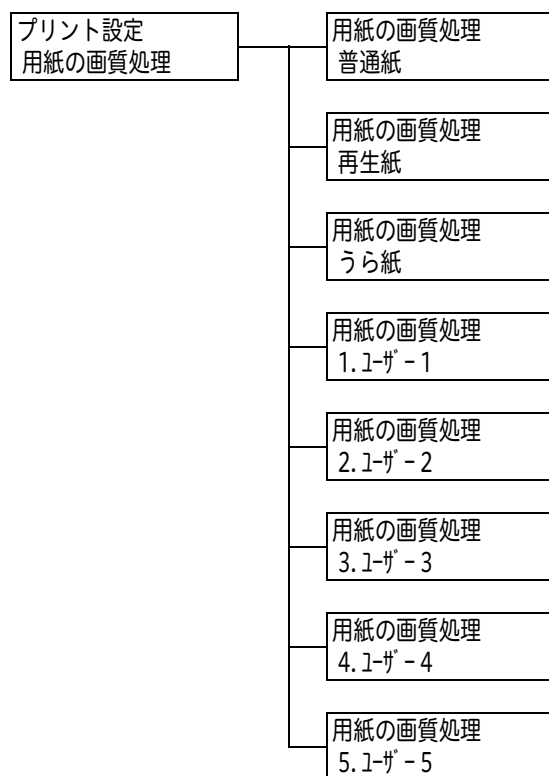 プリント設定
用紙の画質処理
用紙の画質処理
普通紙
用紙の画質処理
再生紙
用紙の画質処理
うら紙
用紙の画質処理
1.ﾕｰｻﾞｰ1
用紙の画質処理
2.ﾕｰｻﾞｰ2
用紙の画質処理
3.ﾕｰｻﾞｰ3
用紙の画質処理
4.ﾕｰｻﾞｰ4
用紙の画質処理
5.ﾕｰｻﾞｰ5